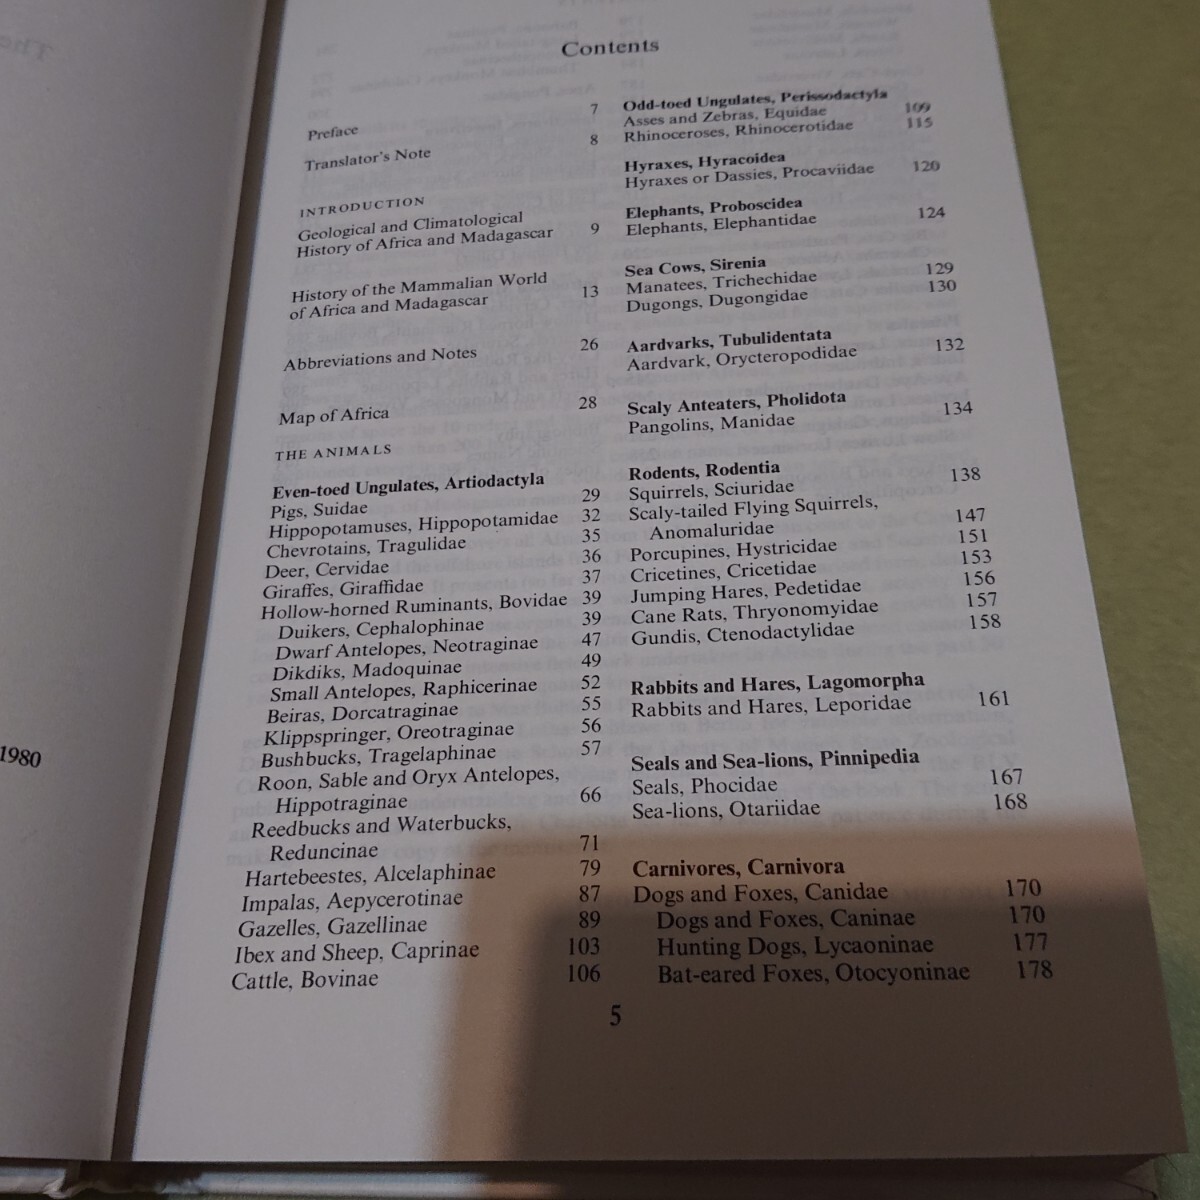 1980
Contents
Preface 7
Translator's Note 8
INTRODUCTION
Geological and Climatological
History of Africa and Madagascar 9
History of the Mammalian World
of Africa and Madagascar 13
Abbreviations and Notes 26
Map of Africa 28
THE ANIMALS
Even-toed Ungulates, Artiodactyla
Pigs, Suidae 29
Hippopotamuses, Hippopotamidae 32
Chevrotains, Tragulidae 35
Deer, Cervidae 36
Giraffes, Giraffidae 37
Hollow-horned Ruminants, Bovidae 39
Duikers, Cephalophinae 39
Dwarf Antelopes, Neotraginae 47
Dikdiks, Madoquinae 49
Small Antelopes, Raphicerinae 52
Beiras, Dorcatraginae 55
Klippspringer, Oreotraginae 56
Bushbucks, Tragelaphinae 57
Roon, Sable and Oryx Antelopes,
Hippotraginae 66
Reedbucks and Waterbucks,
Reduncinae 71
Hartebeestes, Alcelaphinae 79
Impalas, Aepycerotinae 87
Gazelles, Gazellinae 89
Ibex and Sheep, Caprinae 103
Cattle, Bovinae 106
Odd-toed Ungulates, Perissodactyla
Asses and Zebras, Equidae 109
Rhinoceroses, Rhinocerotidae 115
Hyraxes, Hyracoidea
Hyraxes or Dassies, Procaviidae 120
Elephants, Proboscidea
Elephants, Elephantidae 124
Sea Cows, Sirenia
Manatees, Trichechidae 129
Dugongs, Dugongidae 130
Aardvarks, Tubulidentata
Aardvark, Orycteropodidae 132
Scaly Anteaters, Pholidota
Pangolins, Manidae 134
Rodents, Rodentia
Squirrels, Sciuridae 138
Scaly-tailed Flying Squirrels,
Anomaluridae 147
Porcupines, Hystricidae 151
Cricetines, Cricetidae 153
Jumping Hares, Pedetidae 156
Cane Rats, Thryonomyidae 157
Gundis, Ctenodactylidae 158
Rabbits and Hares, Lagomorpha
Rabbits and Hares, Leporidae 161
Seals and Sea-lions, Pinnipedia
Seals, Phocidae 167
Sea-lions, Otariidae 168
Carnivores, Carnivora
Dogs and Foxes, Canidae 170
Dogs and Foxes, Caninae 170
Hunting Dogs, Lycaoninae 177
Bat-eared Foxes, Otocyoninae 178
5